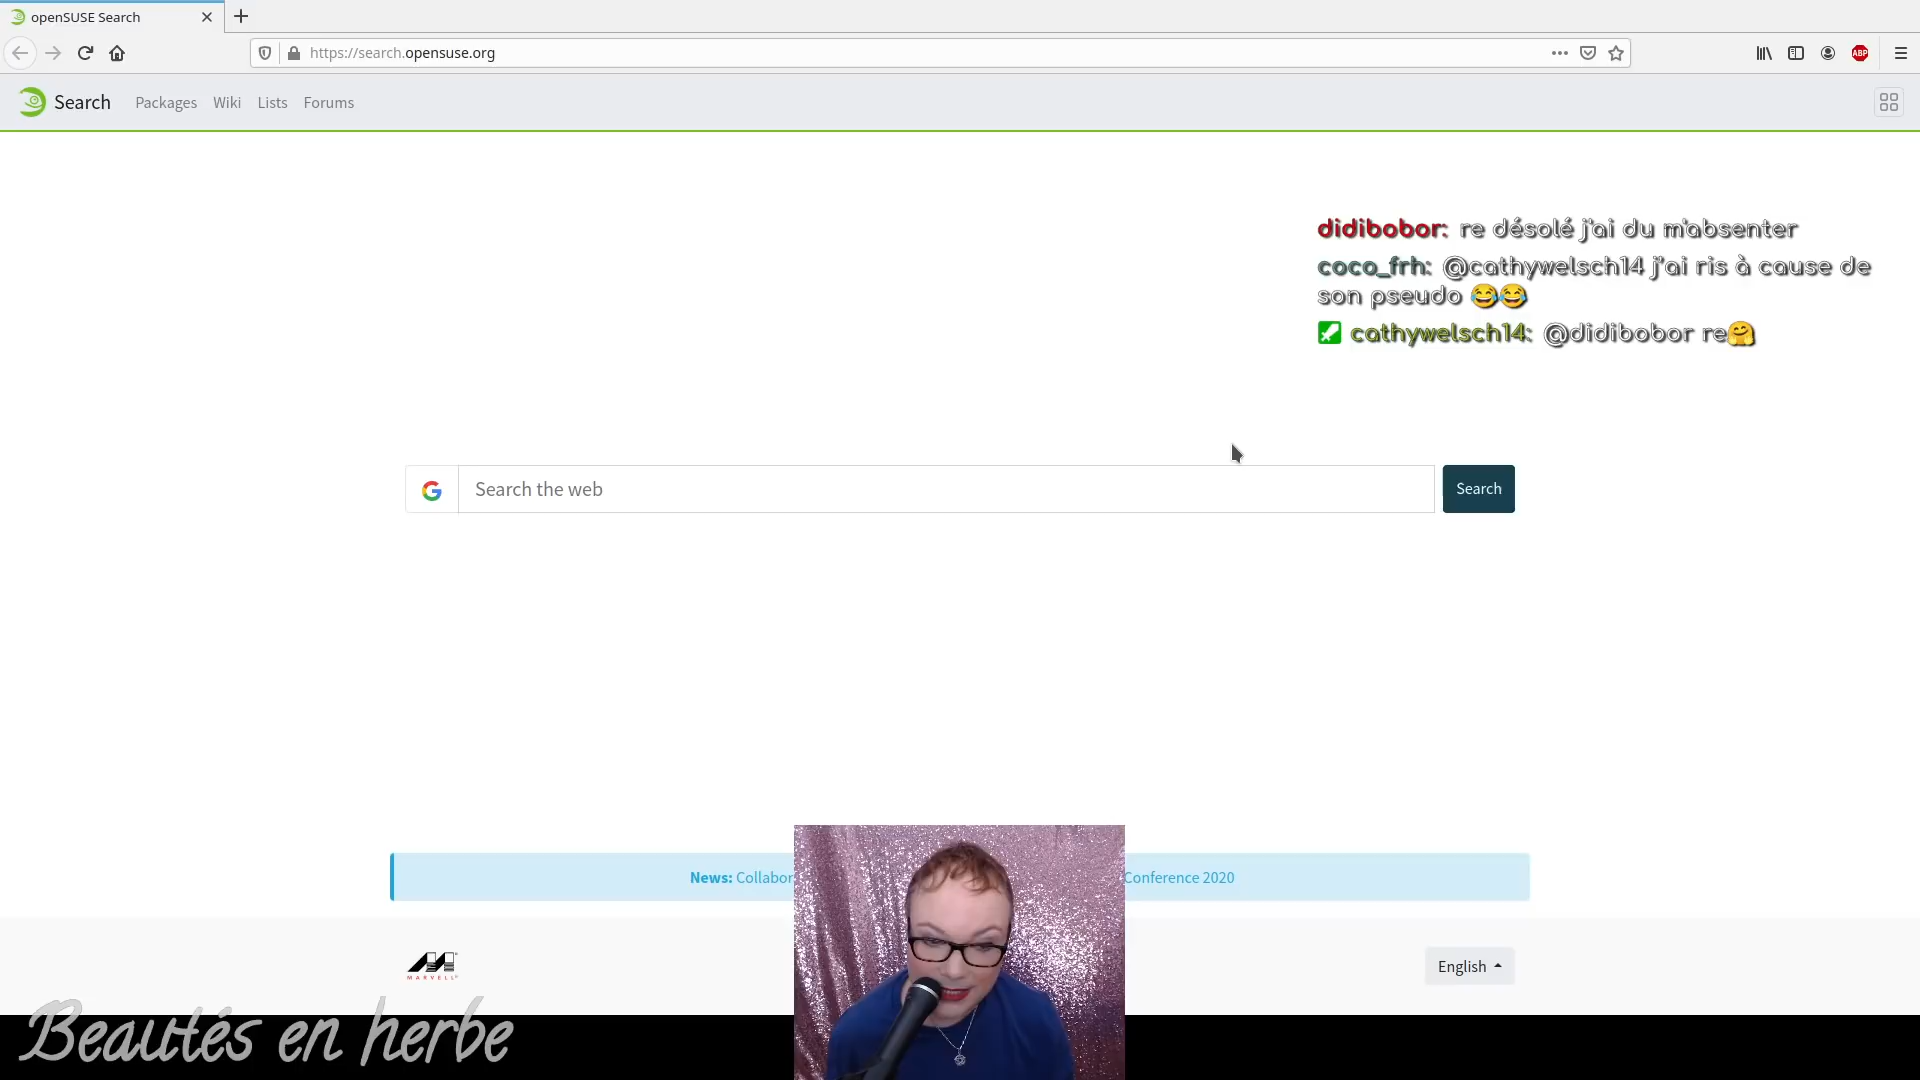 openSUSE Search
https://search.opensuse.org
ABP
Search Packages Wiki Lists Forums
didibobor: re désolé j'ai du m'absenter
coco_frh: @cathywelsch14 j'ai ris à cause de
son pseudo 😂😂
cathywelsch14: @didibobor re🤗
Search the web
Search
News: Collabor
Conference 2020
MARVELL
English
Beautés en herbe